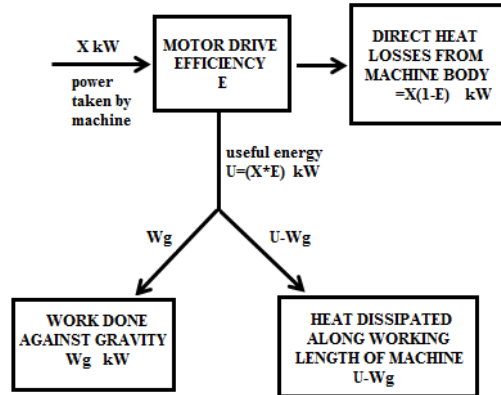 X kW
power
taken by
machine
MOTOR DRIVE
EFFICIENCY
E
DIRECT HEAT
LOSSES FROM
MACHINE BODY
=X(1-E) kW
useful energy
U=(X*E) kW
Wg
U-Wg
WORK DONE
AGAINST GRAVITY
Wg kW
HEAT DISSIPATED
ALONG WORKING
LENGTH OF MACHINE
U-Wg